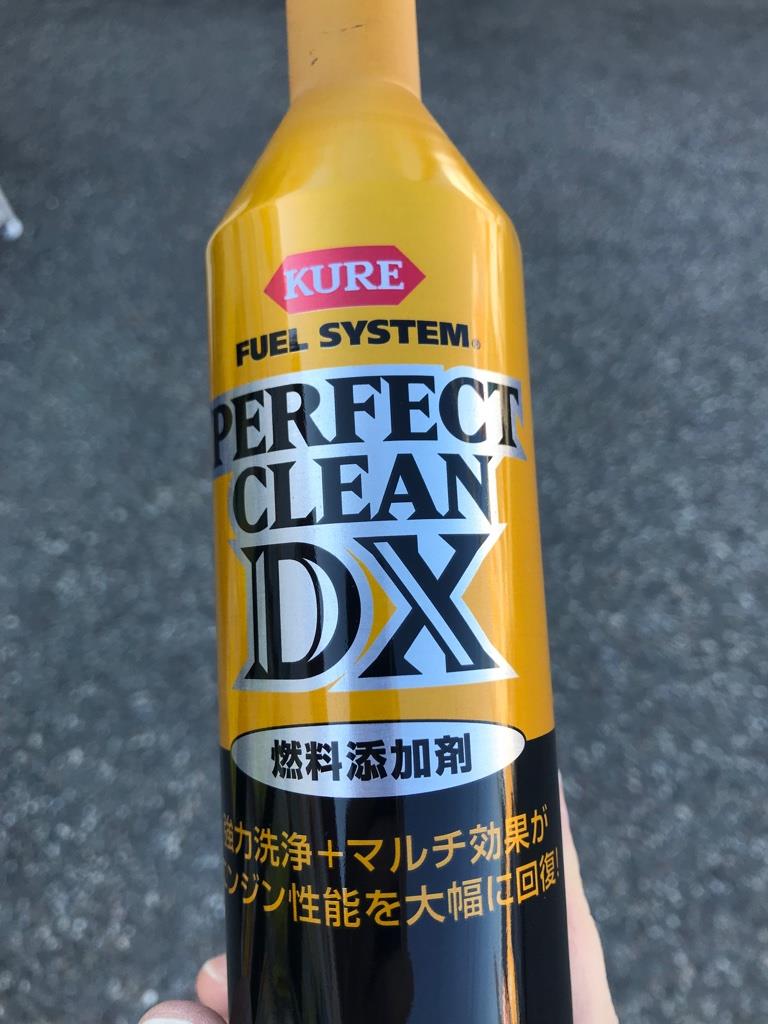 KURE
FUEL SYSTEM®
PERFECT
CLEAN
DX
燃料添加剤
強力洗浄+マルチ効果が
エンジン性能を大幅に回復!